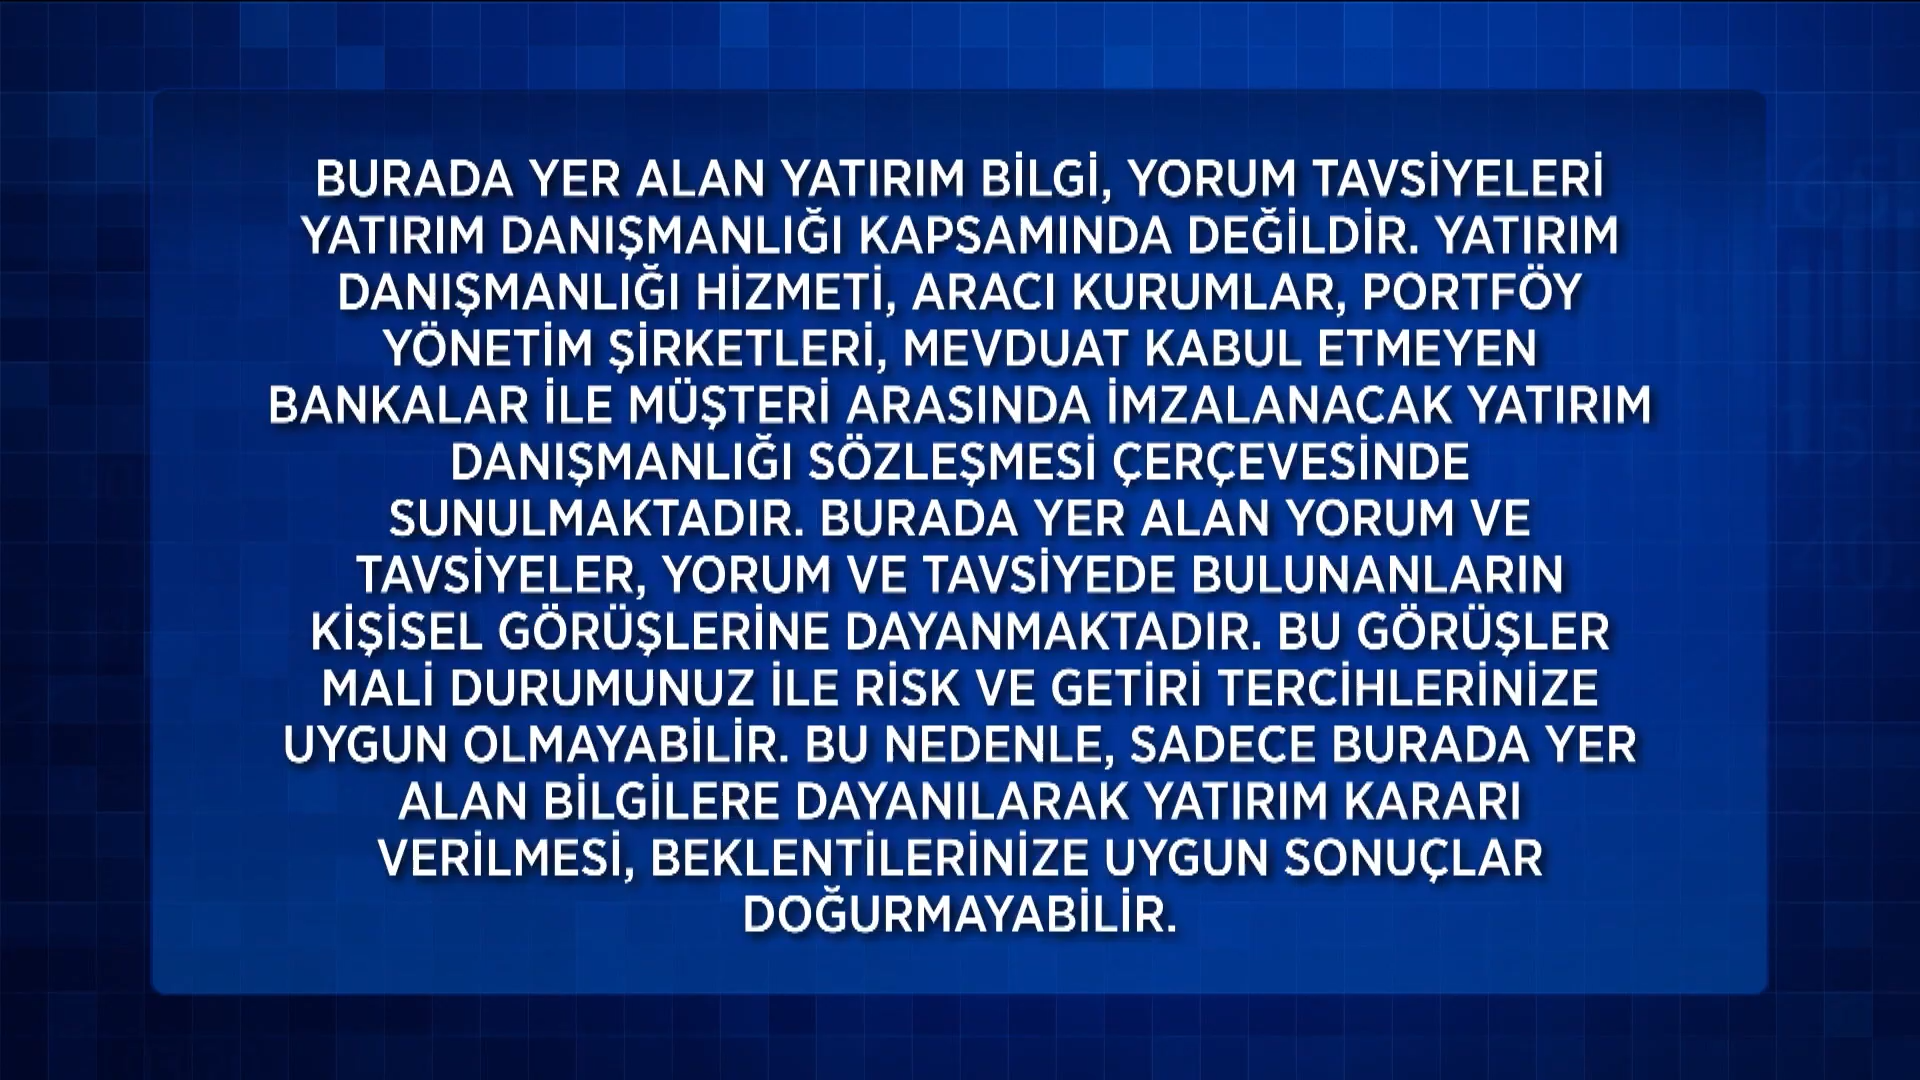 BURADA YER ALAN YATIRIM BİLGİ, YORUM TAVSİYELERİ
YATIRIM DANIŞMANLIĞI KAPSAMINDA DEĞİLDİR. YATIRIM
DANIŞMANLIĞI HİZMETİ, ARACI KURUMLAR, PORTFÖY
YÖNETİM ŞİRKETLERİ, MEVDUAT KABUL ETMEYEN
BANKALAR İLE MÜŞTERİ ARASINDA İMZALANACAK YATIRIM
DANIŞMANLIĞI SÖZLEŞMESİ ÇERÇEVESİNDE
SUNULMAKTADIR. BURADA YER ALAN YORUM VE
TAVSİYELER, YORUM VE TAVSİYEDE BULUNANLARIN
KİŞİSEL GÖRÜŞLERİNE DAYANMAKTADIR. BU GÖRÜŞLER
MALİ DURUMUNUZ İLE RİSK VE GETİRİ TERCİHLERİNİZE
UYGUN OLMAYABİLİR. BU NEDENLE, SADECE BURADA YER
ALAN BİLGİLERE DAYANILARAK YATIRIM KARARI
VERİLMESİ, BEKLENTİLERİNİZE UYGUN SONUÇLAR
DOĞURMAYABİLİR.